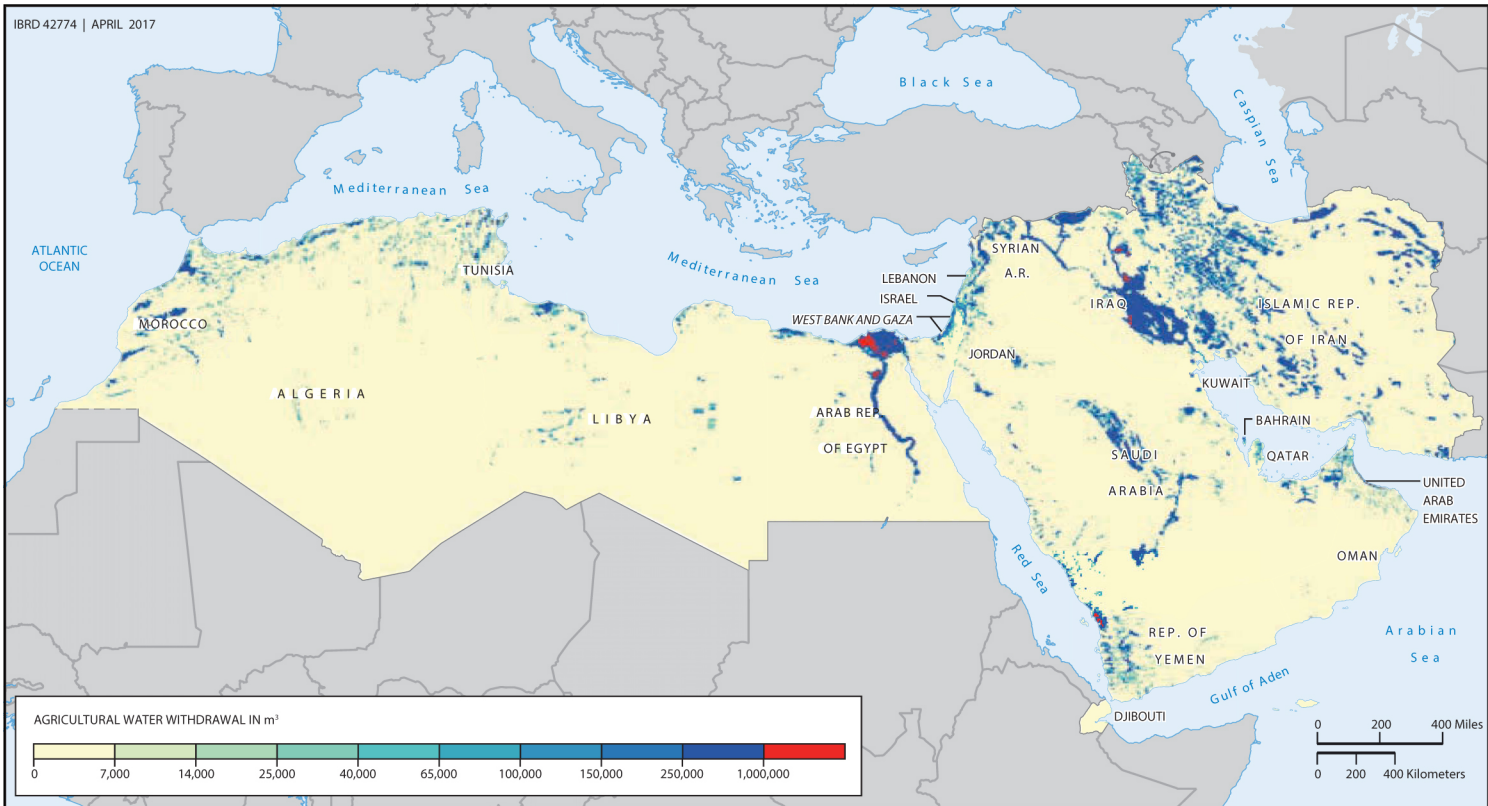 IBRD 42774 | APRIL 2017
Black Sea
Caspian Sea
Mediterranean Sea
ATLANTIC
OCEAN
TUNISIA
Mediterranean Sea
SYRIAN
A.R.
LEBANON
ISRAEL
WEST BANK AND GAZA
IRAQ
ISLAMIC REP.
OF IRAN
MOROCCO
JORDAN
KUWAIT
ALGERIA
LIBYA
ARAB REP.
OF EGYPT
BAHRAIN
QATAR
SAUDI
ARABIA
UNITED
ARAB
EMIRATES
OMAN
Red Sea
REP. OF
YEMEN
Arabian
Sea
Gulf of Aden
DJIBOUTI
AGRICULTURAL WATER WITHDRAWAL IN m³
0 7,000 14,000 25,000 40,000 65,000 100,000 150,000 250,000 1,000,000
0 200 400 Miles
0 200 400 Kilometers